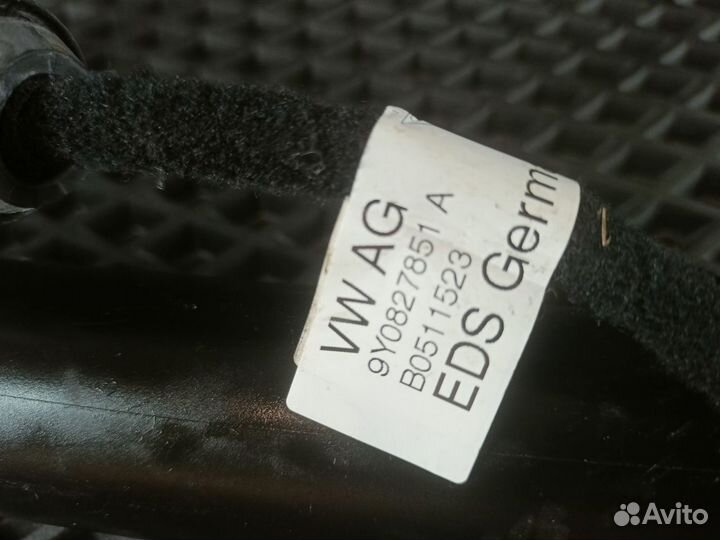 VW AG
9Y0827851 A
B0511523
EDS Germ
Avito